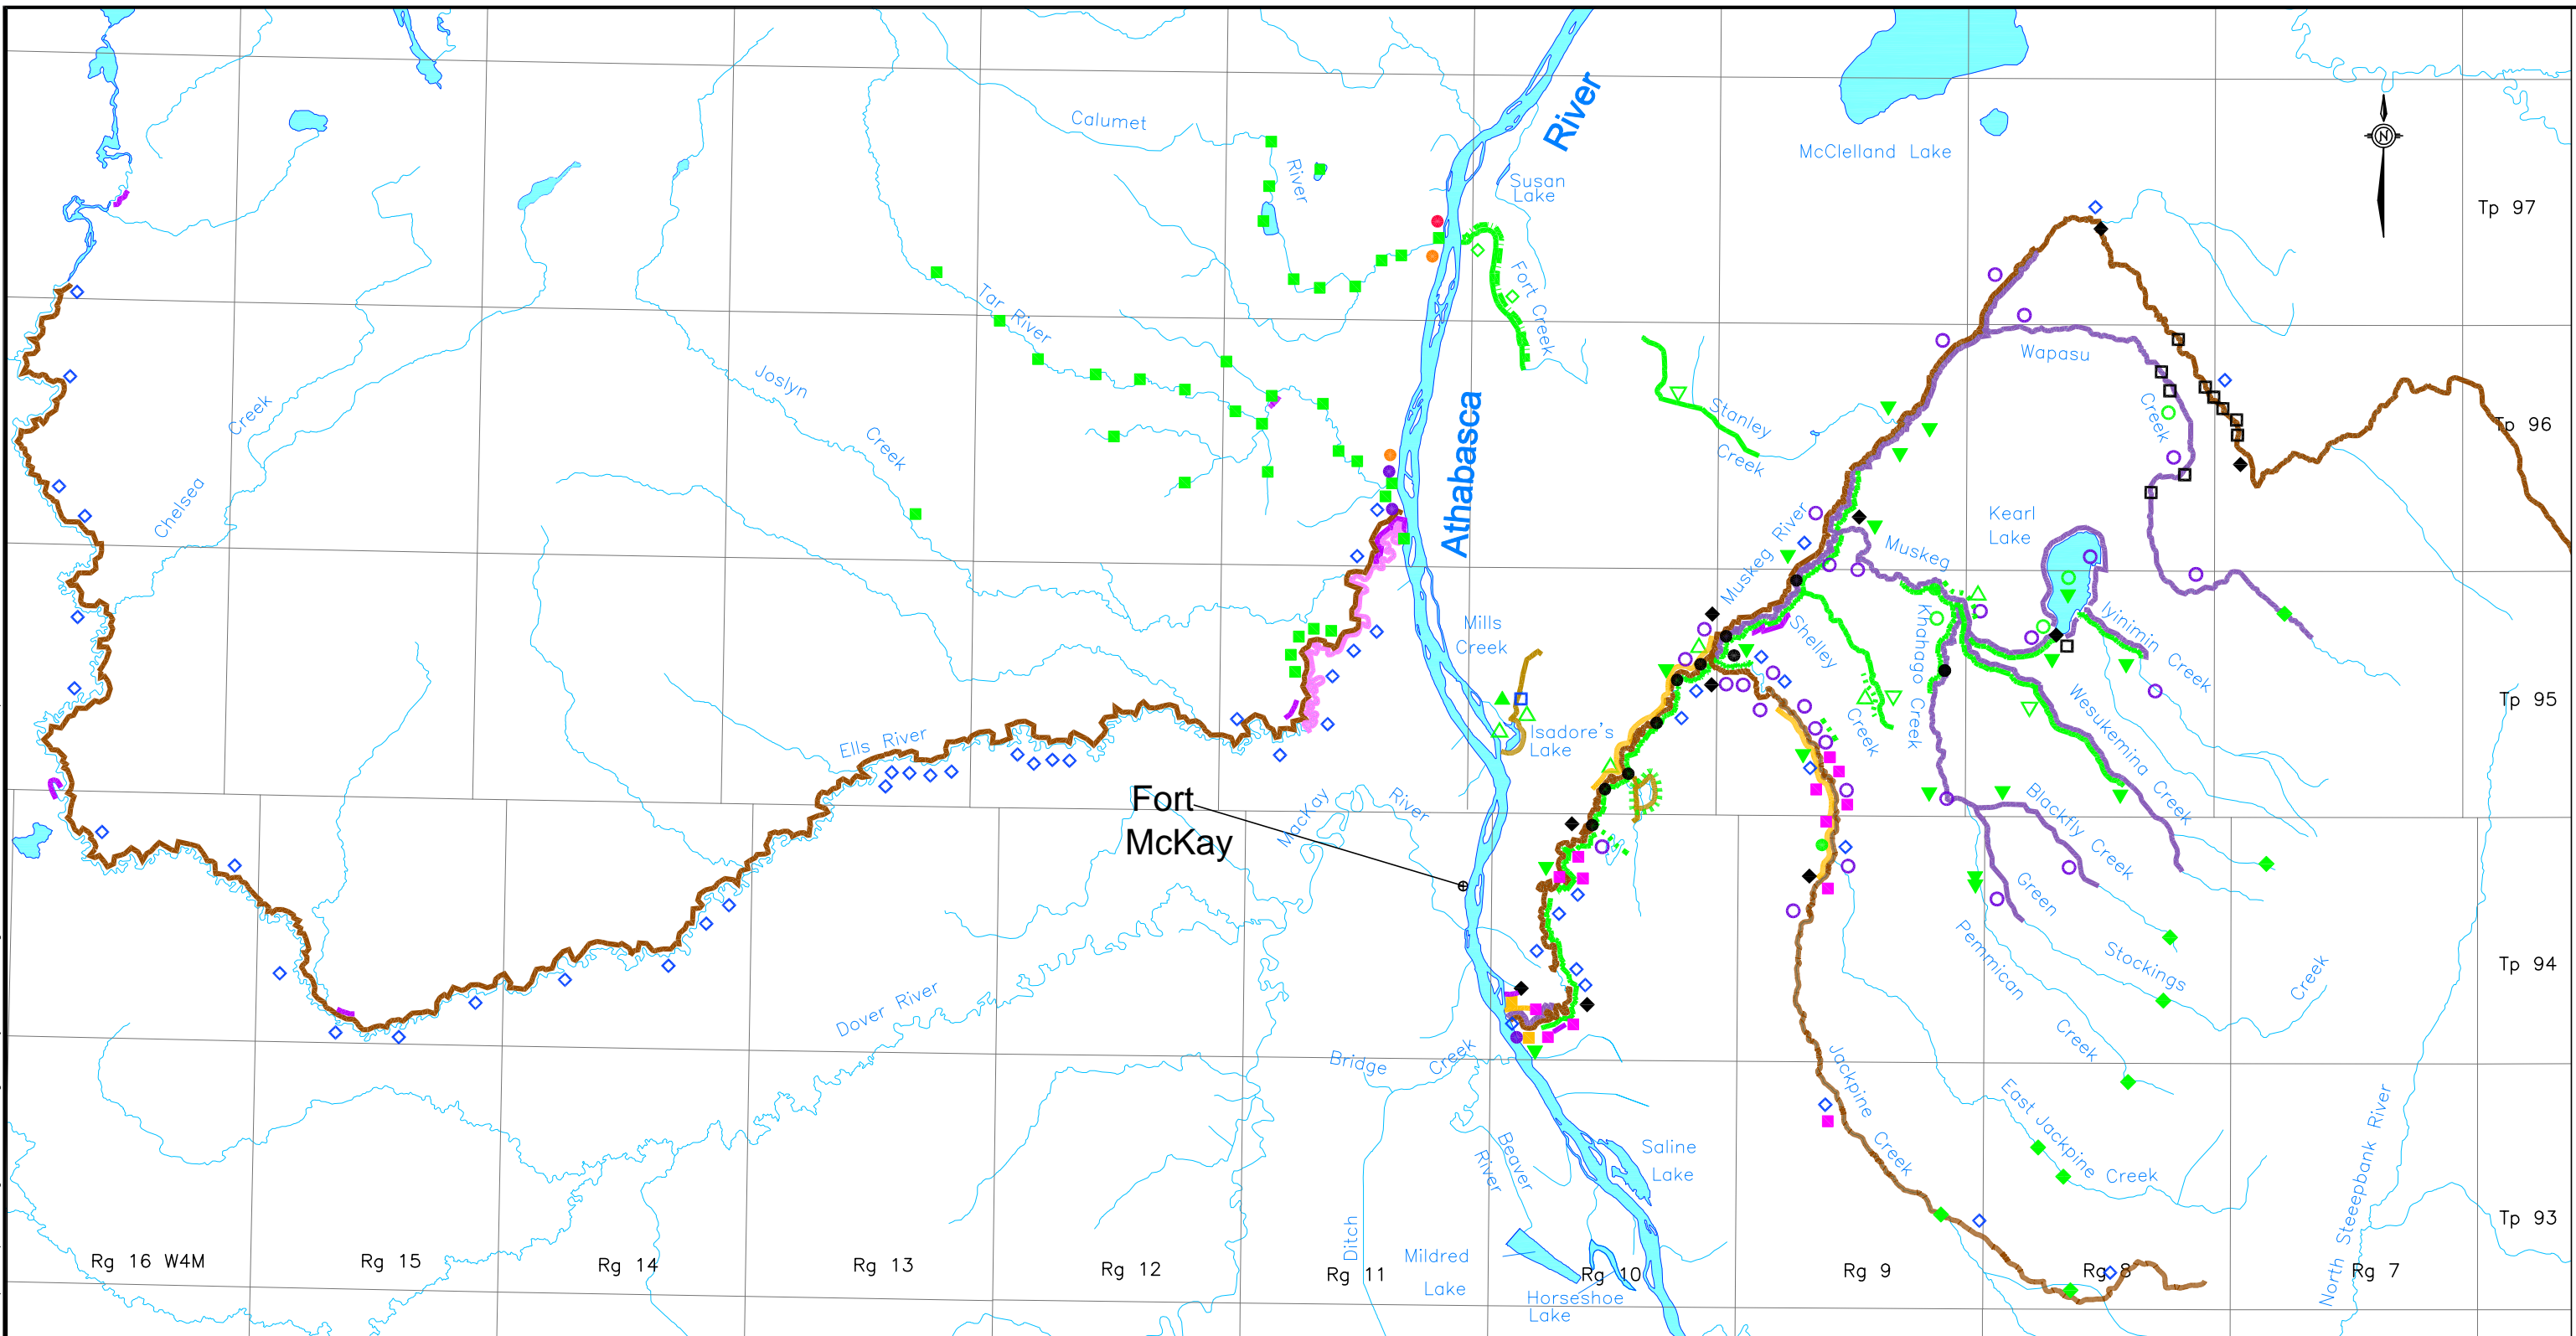 Calumet
River
River
Susan
Lake
McClelland Lake
N
Tp 97
Fort Creek
Tar River
Joslyn
Creek
Chelsea
Creek
Athabasca
Stanley
Creek
Wapasu
Creek
Tp 96
Kearl
Lake
Muskeg River
Muskeg
Mills
Creek
Shelley
Creek
Khahago Creek
Iyinimin Creek
Wesukemina Creek
Tp 95
Isadore's
Lake
Ells River
Fort
McKay
MacKay
River
Blackfly
Creek
Green
Stockings
Creek
Pemmican
Creek
Tp 94
Dover River
Bridge
Creek
Jackpine
Creek
East Jackpine Creek
North Steepbank River
Beaver
River
Saline
Lake
Ditch
Mildred
Lake
Horseshoe
Lake
Tp 93
Rg 16 W4M
Rg 15
Rg 14
Rg 13
Rg 12
Rg 11
Rg 10
Rg 9
Rg 8
Rg 7